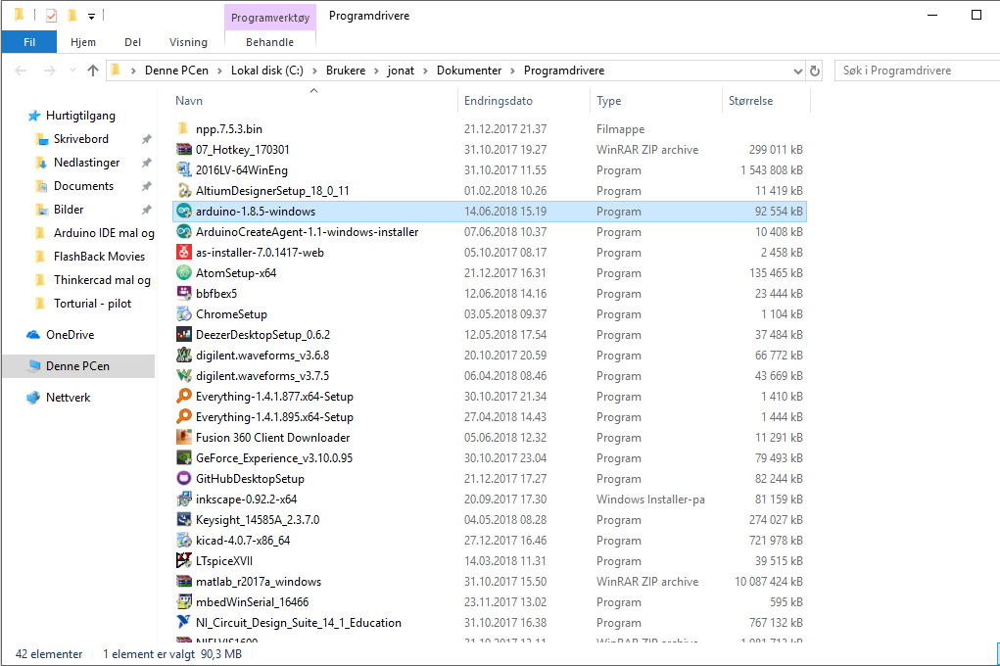 Programverktøy Programdrivere
Fil Hjem Del Visning Behandle
Denne PCen Lokal disk (C:) Brukere jonat Dokumenter Programdrivere Søk i Programdrivere
Navn Endringsdato Type Størrelse
Hurtigtilgang
Skrivebord
Nedlastinger
Documents
Bilder
Arduino IDE mal og
FlashBack Movies
Thinkercad mal og
Torturial - pilot
OneDrive
Denne PCen
Nettverk
npp.7.5.3.bin 21.12.2017 21.37 Filmappe
07_Hotkey_170301 31.10.2017 19.27 WinRAR ZIP archive 299 011 kB
2016LV-64WinEng 31.10.2017 11.55 Program 1 543 808 kB
AltiumDesignerSetup_18_0_11 01.02.2018 10.26 Program 11 419 kB
arduino-1.8.5-windows 14.06.2018 15.19 Program 92 554 kB
ArduinoCreateAgent-1.1-windows-installer 07.06.2018 10.37 Program 10 408 kB
as-installer-7.0.1417-web 05.10.2017 08.17 Program 2 458 kB
AtomSetup-x64 21.12.2017 16.31 Program 135 465 kB
bbfbex5 12.06.2018 14.16 Program 23 444 kB
ChromeSetup 03.05.2018 09.37 Program 1 104 kB
DeezerDesktopSetup_0.6.2 12.05.2018 17.54 Program 37 484 kB
digilent.waveforms_v3.6.8 20.10.2017 20.59 Program 66 772 kB
digilent.waveforms_v3.7.5 06.04.2018 08.46 Program 43 669 kB
Everything-1.4.1.877.x64-Setup 30.10.2017 21.34 Program 1 410 kB
Everything-1.4.1.895.x64-Setup 27.04.2018 14.43 Program 1 444 kB
Fusion 360 Client Downloader 05.06.2018 12.32 Program 11 291 kB
GeForce_Experience_v3.10.0.95 30.10.2017 23.04 Program 79 493 kB
GitHubDesktopSetup 21.12.2017 17.27 Program 82 244 kB
inkscape-0.92.2-x64 20.09.2017 17.30 Windows Installer-pa 81 159 kB
Keysight_14585A_2.3.7.0 04.05.2018 08.28 Program 274 027 kB
kicad-4.0.7-x86_64 27.12.2017 16.46 Program 721 978 kB
LTspiceXVII 14.03.2018 11.31 Program 39 515 kB
matlab_r2017a_windows 31.10.2017 15.50 WinRAR ZIP archive 10 087 424 kB
mbedWinSerial_16466 23.11.2017 13.02 Program 595 kB
NI_Circuit_Design_Suite_14_1_Education 31.10.2017 16.38 Program 767 132 kB
42 elementer 1 element er valgt 90,3 MB